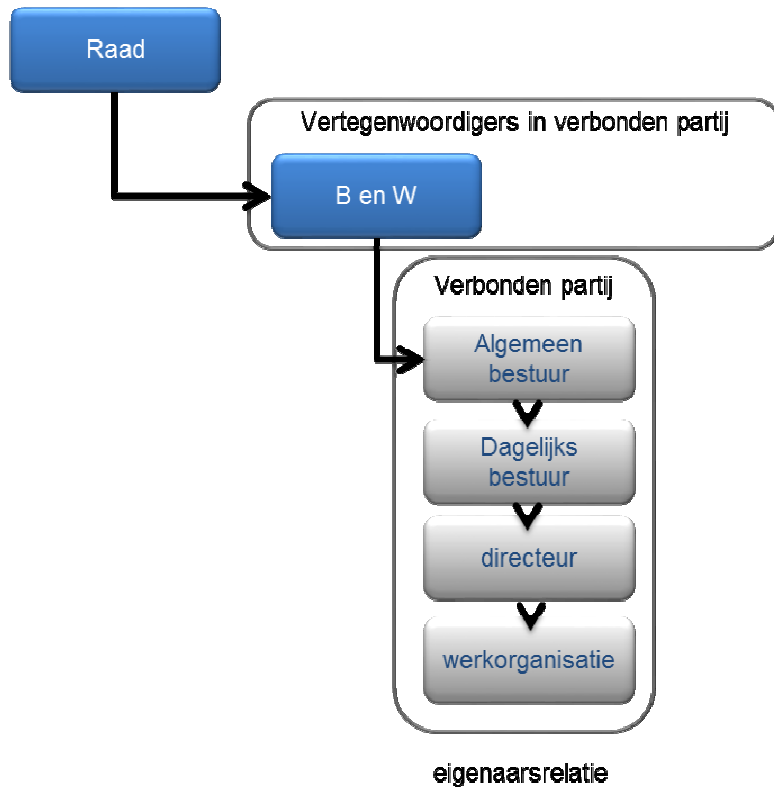 Raad
Vertegenwoordigers in verbonden partij
B en W
Verbonden partij
Algemeen
bestuur
Dagelijks
bestuur
directeur
werkorganisatie
eigenaarsrelatie